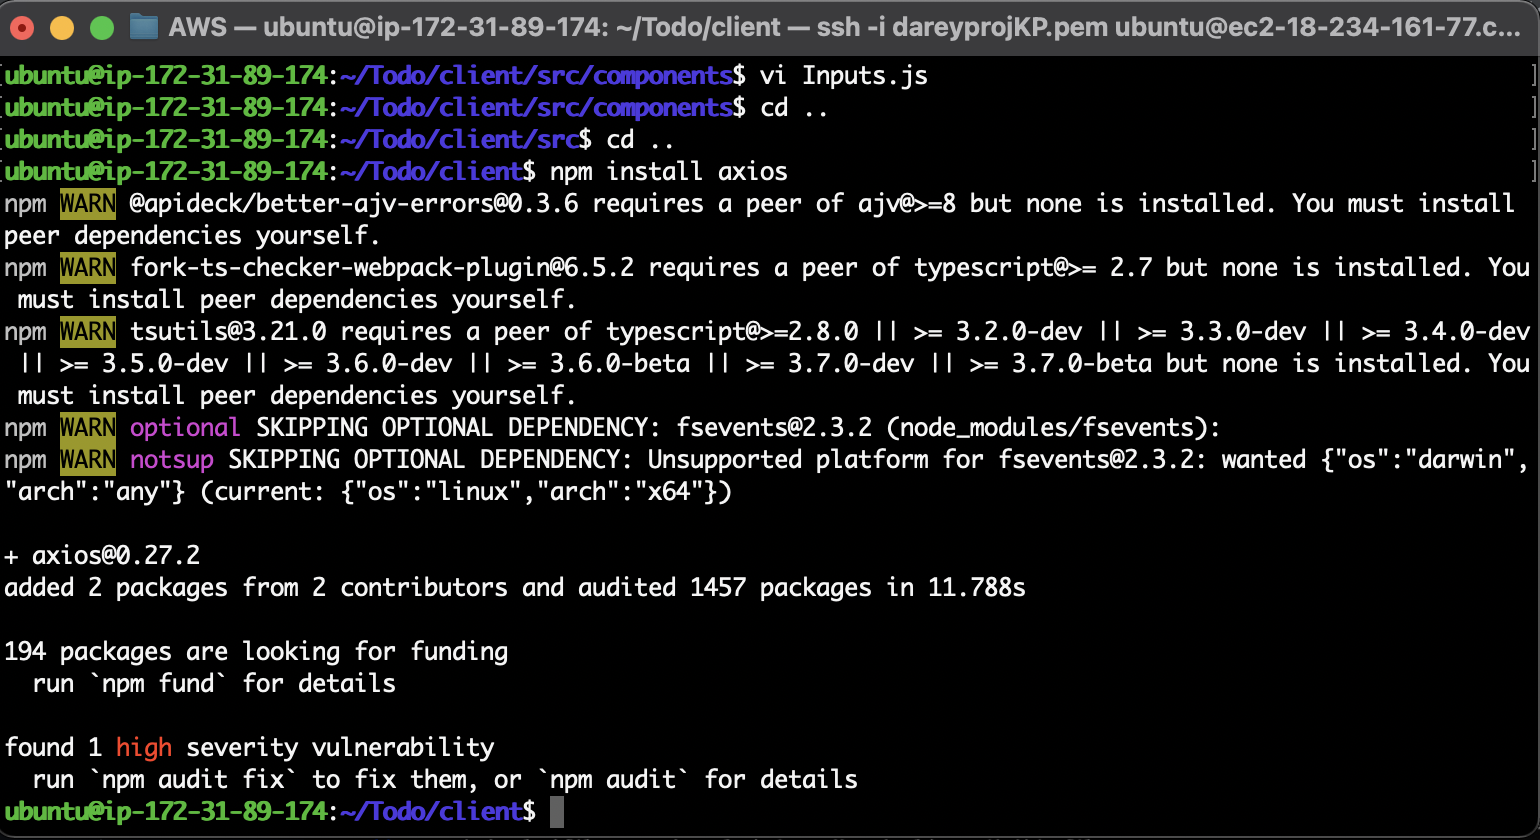 AWS — ubuntu@ip-172-31-89-174: ~/Todo/client — ssh -i dareyprojKP.pem ubuntu@ec2-18-234-161-77.c...
ubuntu@ip-172-31-89-174:~/Todo/client/src/components$ vi Inputs.js
ubuntu@ip-172-31-89-174:~/Todo/client/src/components$ cd ..
ubuntu@ip-172-31-89-174:~/Todo/client/src$ cd ..
ubuntu@ip-172-31-89-174:~/Todo/client$ npm install axios
npm WARN @apideck/better-ajv-errors@0.3.6 requires a peer of ajv@>=8 but none is installed. You must install
peer dependencies yourself.
npm WARN fork-ts-checker-webpack-plugin@6.5.2 requires a peer of typescript@>= 2.7 but none is installed. You
must install peer dependencies yourself.
npm WARN tsutils@3.21.0 requires a peer of typescript@>=2.8.0 || >= 3.2.0-dev || >= 3.3.0-dev || >= 3.4.0-dev
|| >= 3.5.0-dev || >= 3.6.0-dev || >= 3.6.0-beta || >= 3.7.0-dev || >= 3.7.0-beta but none is installed. You
must install peer dependencies yourself.
npm WARN optional SKIPPING OPTIONAL DEPENDENCY: fsevents@2.3.2 (node_modules/fsevents):
npm WARN notsup SKIPPING OPTIONAL DEPENDENCY: Unsupported platform for fsevents@2.3.2: wanted {"os":"darwin",
"arch":"any"} (current: {"os":"linux","arch":"x64"})
+ axios@0.27.2
added 2 packages from 2 contributors and audited 1457 packages in 11.788s
194 packages are looking for funding
run `npm fund` for details
found 1 high severity vulnerability
run `npm audit fix` to fix them, or `npm audit` for details
ubuntu@ip-172-31-89-174:~/Todo/client$